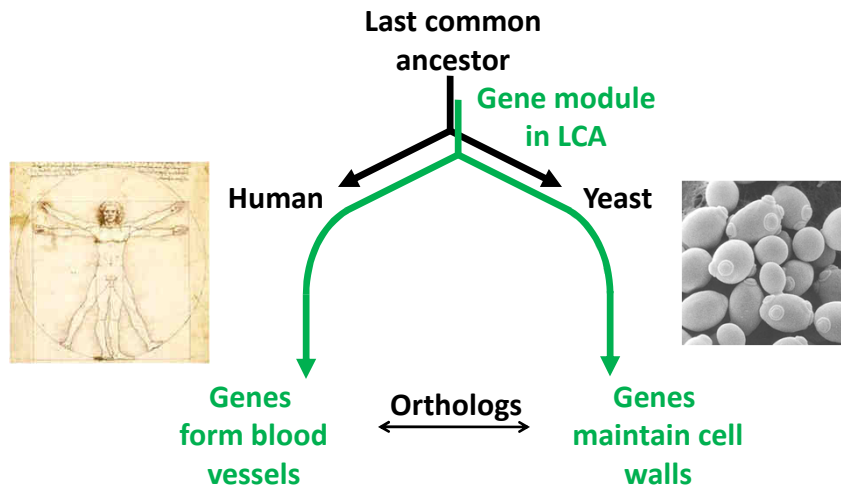 Last common
ancestor
Gene module
in LCA
Human
Yeast
Genes
form blood
vessels
Orthologs
Genes
maintain cell
walls